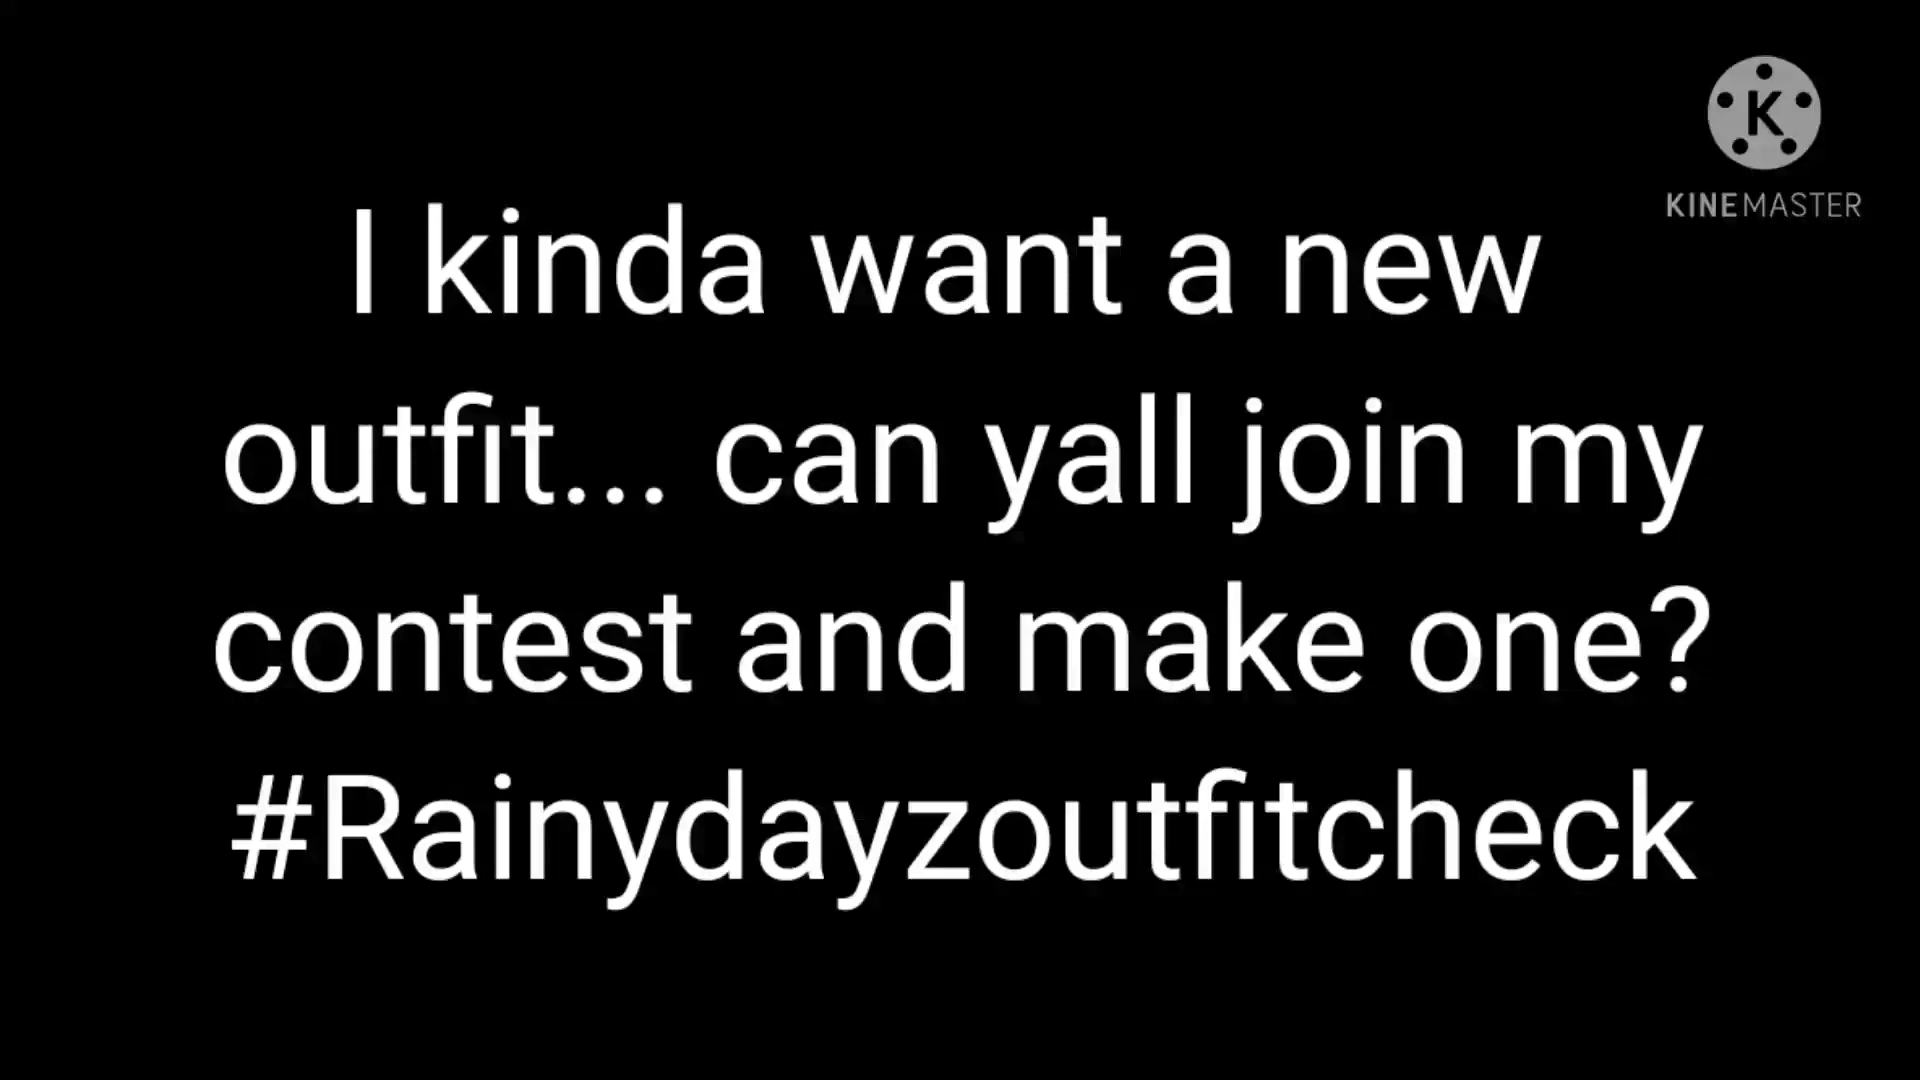 K
KINEMASTER
I kinda want a new
outfit... can yall join my
contest and make one?
#Rainydayzoutfitcheck